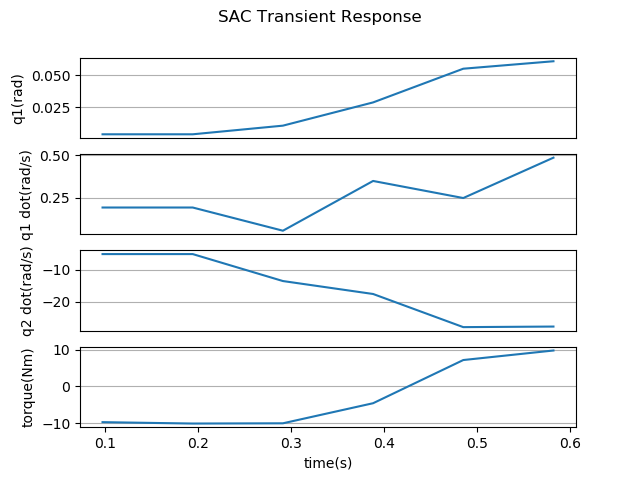 SAC Transient Response
q1(rad)
0.050
0.025
q1 dot(rad/s)
0.50
0.25
q2 dot(rad/s)
−10
−20
torque(Nm)
10
0
−10
0.1 0.2 0.3 0.4 0.5 0.6
time(s)